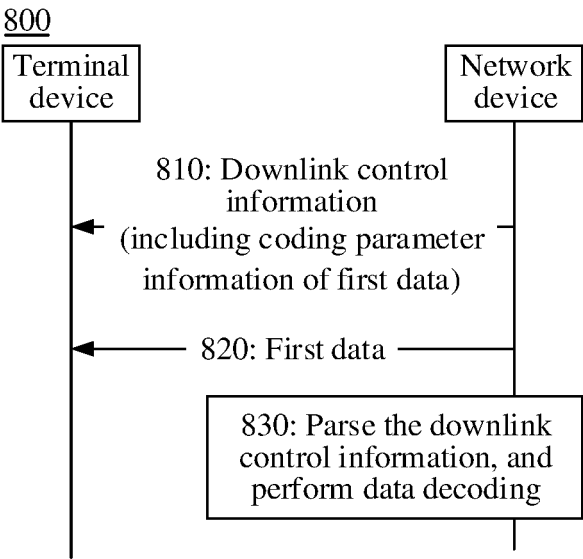 800
Terminal
device
Network
device
810: Downlink control
information
(including coding parameter
information of first data)
820: First data
830: Parse the downlink
control information, and
perform data decoding